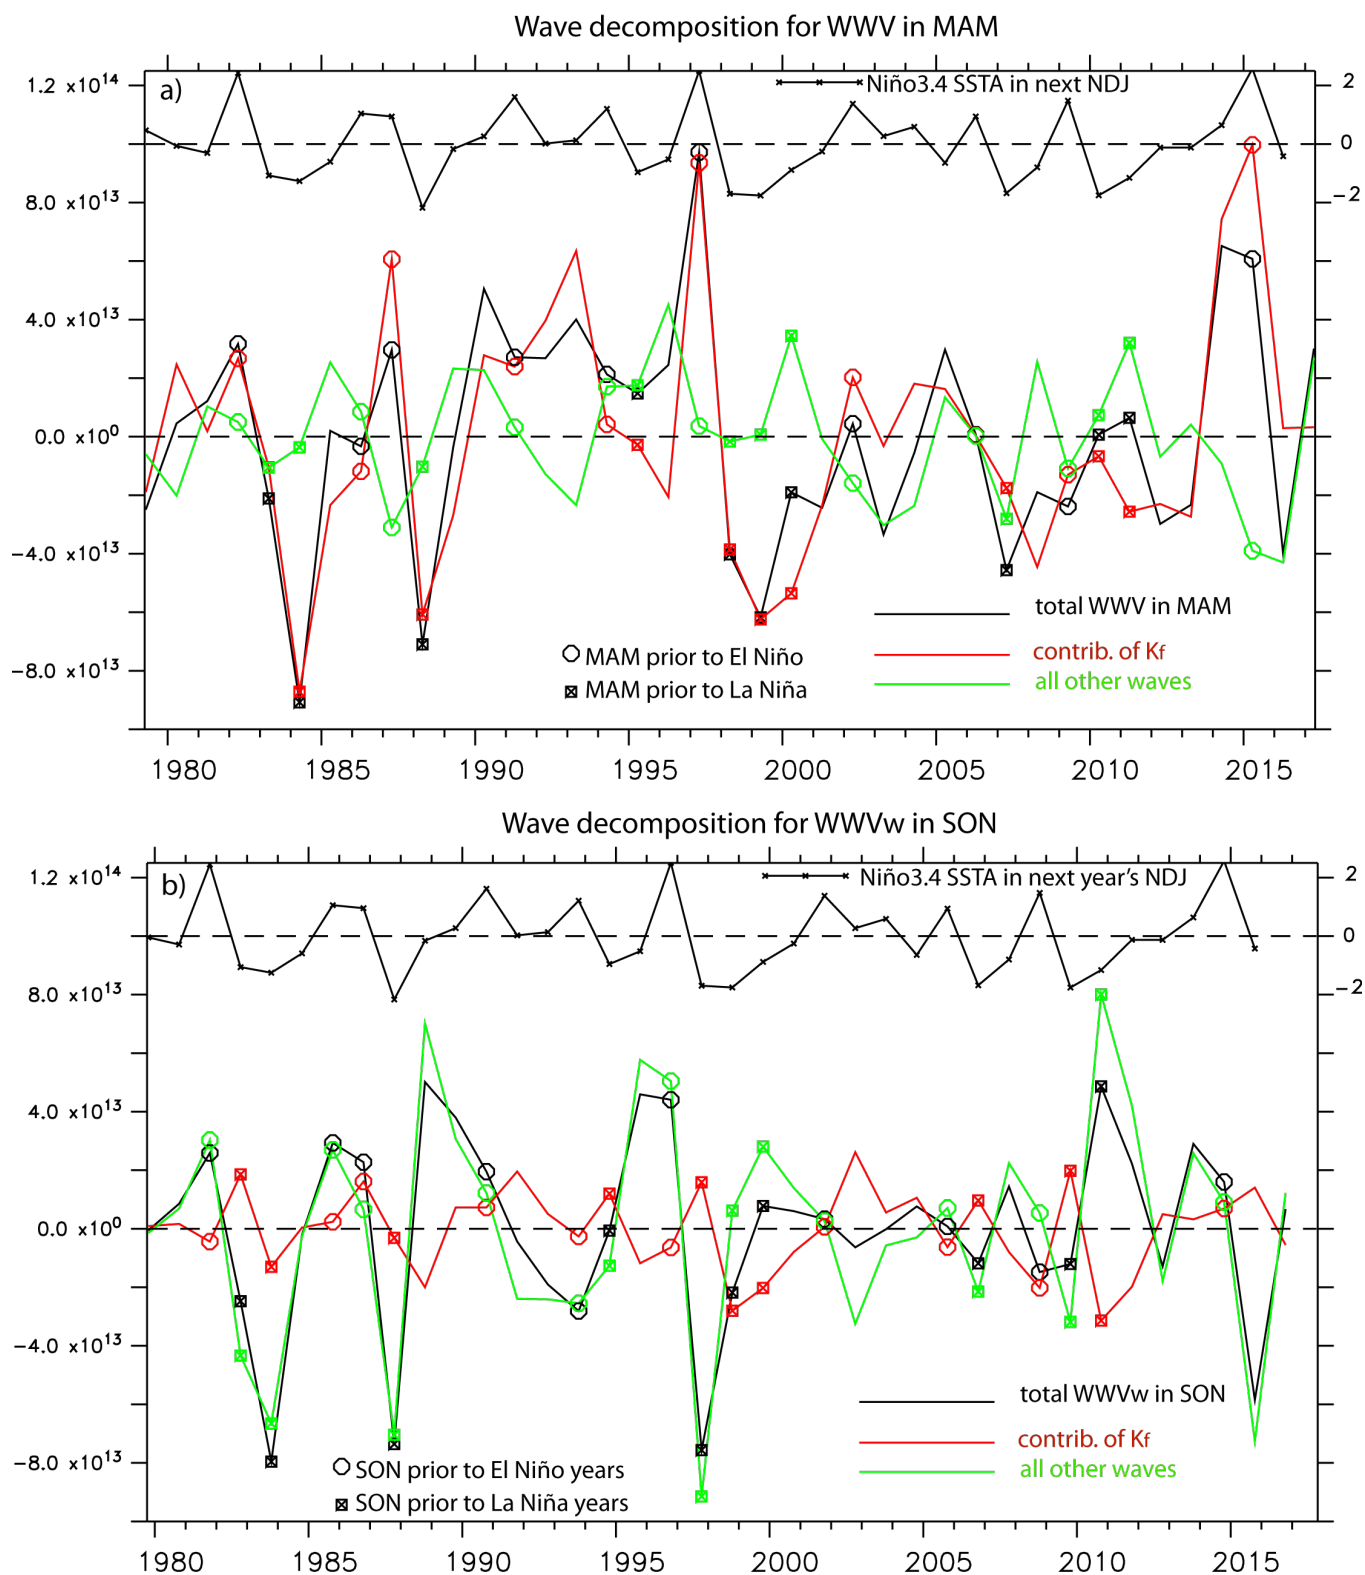 Wave decomposition for WWV in MAM
a)
Niño3.4 SSTA in next NDJ
1.2 x10^14
8.0 x10^13
4.0 x10^13
0.0 x10^0
-4.0 x10^13
-8.0 x10^13
2
0
-2
total WWV in MAM
contrib. of Kf
all other waves
MAM prior to El Niño
MAM prior to La Niña
1980 1985 1990 1995 2000 2005 2010 2015
Wave decomposition for WWVw in SON
b)
Niño3.4 SSTA in next year's NDJ
1.2 x10^14
8.0 x10^13
4.0 x10^13
0.0 x10^0
-4.0 x10^13
-8.0 x10^13
2
0
-2
total WWVw in SON
contrib. of Kf
all other waves
SON prior to El Niño years
SON prior to La Niña years
1980 1985 1990 1995 2000 2005 2010 2015